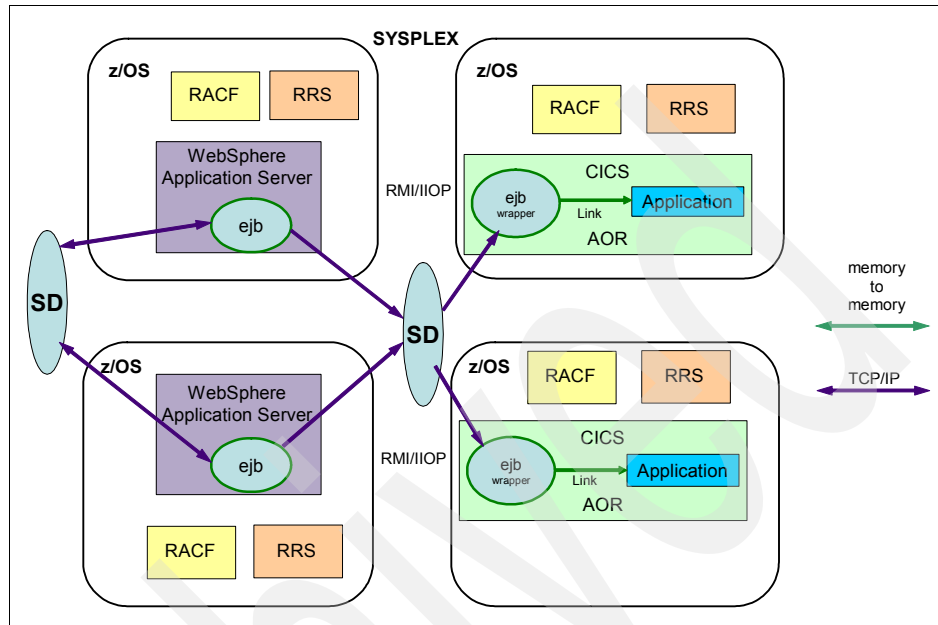 SYSPLEX
z/OS
RACF
RRS
WebSphere
Application Server
ejb
z/OS
RACF
RRS
RMI/IIOP
CICS
ejb
wrapper
Link
Application
AOR
SD
SD
memory
to
memory
TCP/IP
z/OS
WebSphere
Application Server
ejb
RACF
RRS
z/OS
RACF
RRS
RMI/IIOP
CICS
ejb
wrapper
Link
Application
AOR